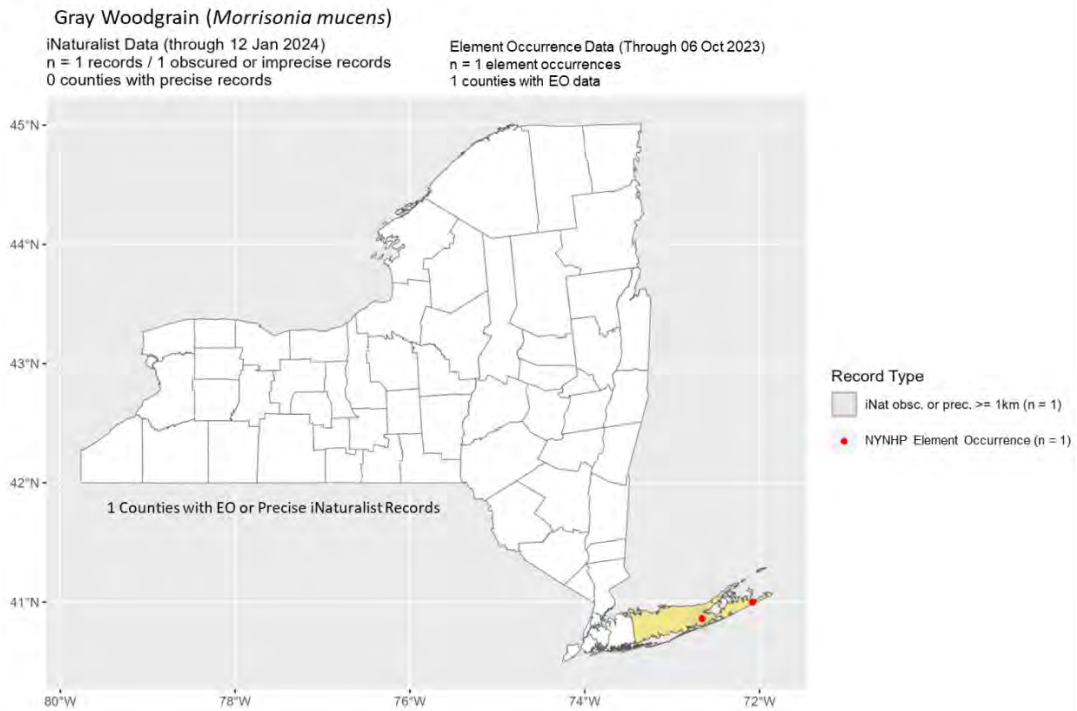 Gray Woodgrain (Morrisonia mucens)
iNaturalist Data (through 12 Jan 2024)
n = 1 records / 1 obscured or imprecise records
0 counties with precise records
Element Occurrence Data (Through 06 Oct 2023)
n = 1 element occurrences
1 counties with EO data
45°N
44°N
43°N
42°N
41°N
1 Counties with EO or Precise iNaturalist Records
80°W
78°W
76°W
74°W
72°W
Record Type
iNat obsc. or prec. >= 1km (n = 1)
NYNHP Element Occurrence (n = 1)